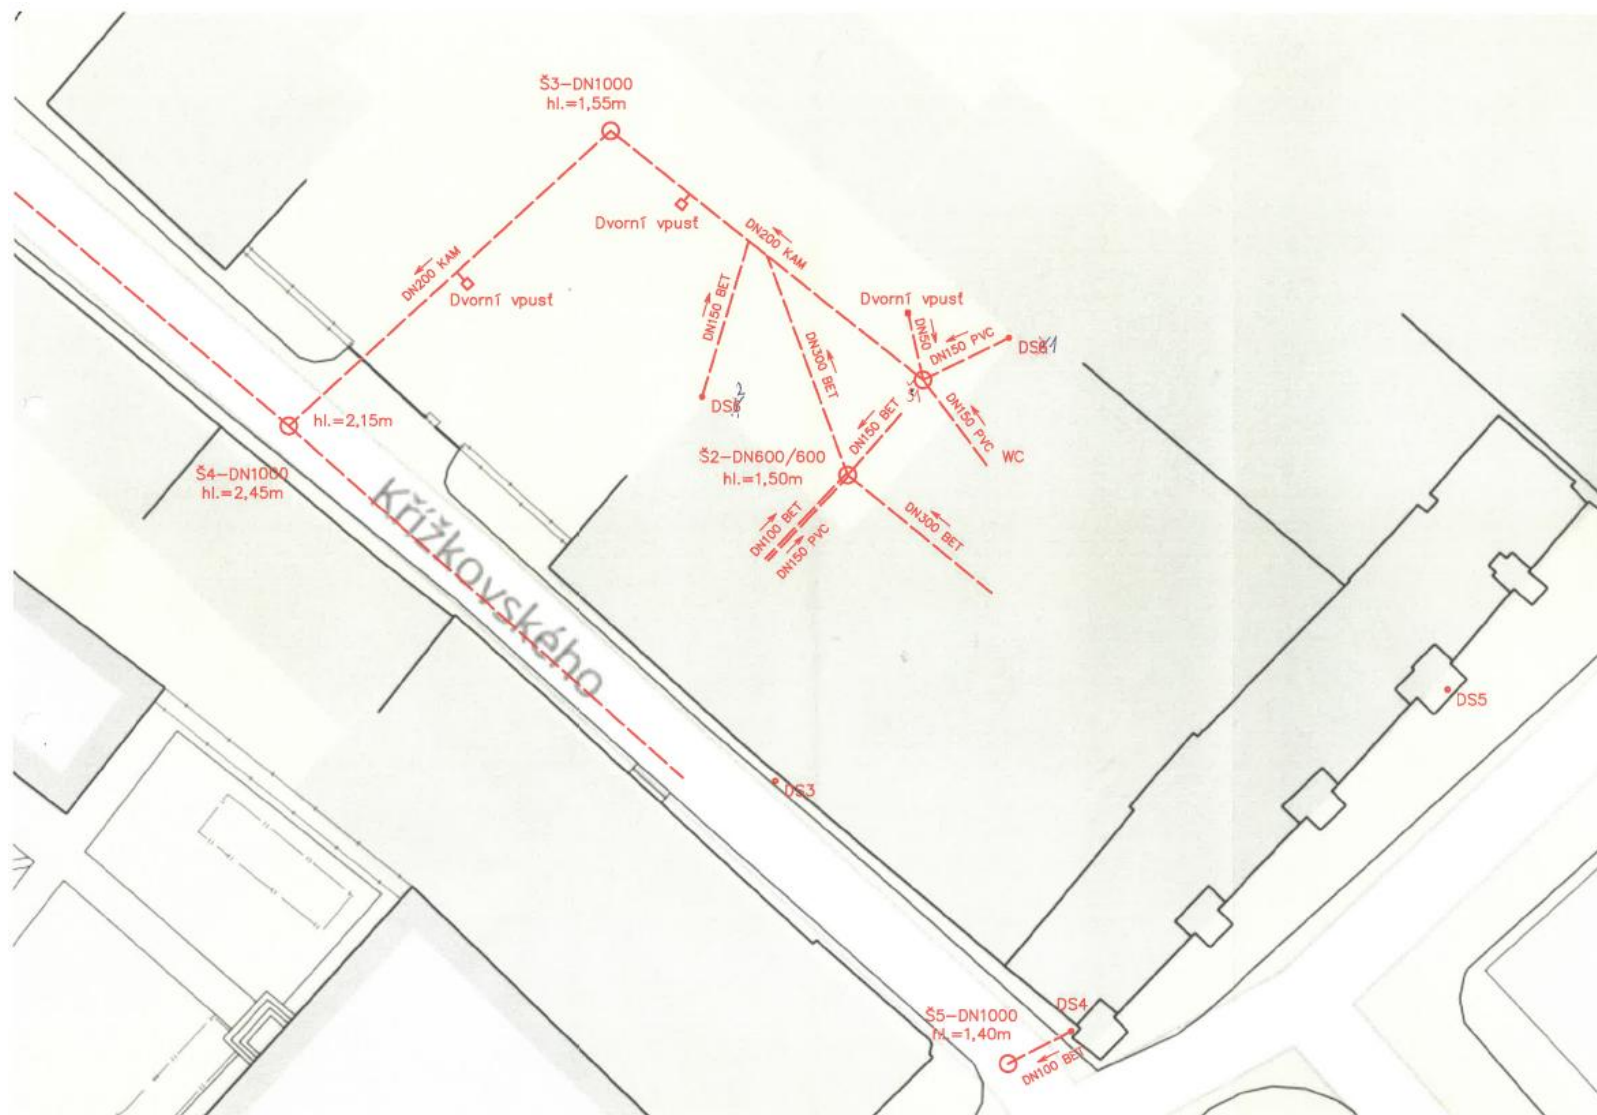 Š3-DN1000
hl.=1,55m
Dvorní vpusť
DN200 KAM
DN200 KAM
Dvorní vpusť
Dvorní vpusť
DN50
DN150 PVC
DN150 BET
DN300 BET
DS6
hl.=2,15m
Š4-DN1000
hl.=2,45m
DN150 BET
DN150 PVC
WC
Š2-DN600/600
hl.=1,50m
DN100 BET
DN150 PVC
DN300 BET
Křížkovského
DS5
DS3
DS4
Š5-DN1000
hl.=1,40m
DN100 BET